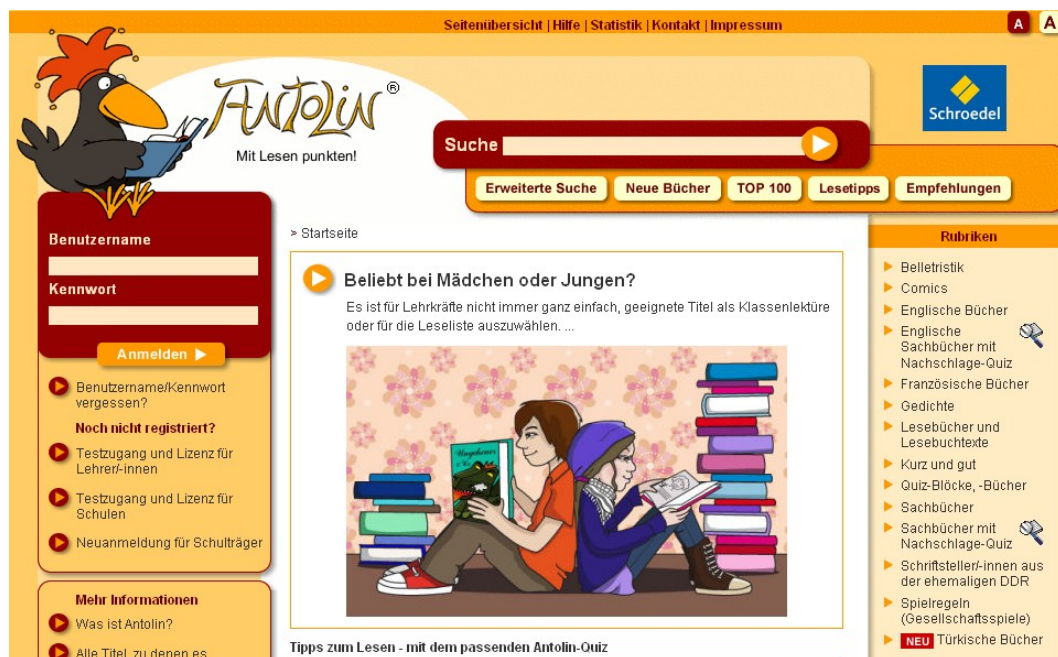 Seitenübersicht | Hilfe | Statistik | Kontakt | Impressum
A A
ANTOLIN®
Mit Lesen punkten!
Schroedel
Suche
Erweiterte Suche Neue Bücher TOP 100 Lesetipps Empfehlungen
Benutzername
Kennwort
Anmelden
Benutzername/Kennwort
vergessen?
Noch nicht registriert?
Testzugang und Lizenz für
Lehrer/-innen
Testzugang und Lizenz für
Schulen
Neuanmeldung für Schulträger
Mehr Informationen
Was ist Antolin?
Alle Titel, zu denen es
» Startseite
Beliebt bei Mädchen oder Jungen?
Es ist für Lehrkräfte nicht immer ganz einfach, geeignete Titel als Klassenlektüre
oder für die Leseliste auszuwählen. ...
Ungeheuer
Tipps zum Lesen - mit dem passenden Antolin-Quiz
Rubriken
Belletristik
Comics
Englische Bücher
Englische
Sachbücher mit
Nachschlage-Quiz
Französische Bücher
Gedichte
Lesebücher und
Lesebuchtexte
Kurz und gut
Quiz-Blöcke, -Bücher
Sachbücher
Sachbücher mit
Nachschlage-Quiz
Schriftsteller/-innen aus
der ehemaligen DDR
Spielregeln
(Gesellschaftsspiele)
NEU Türkische Bücher